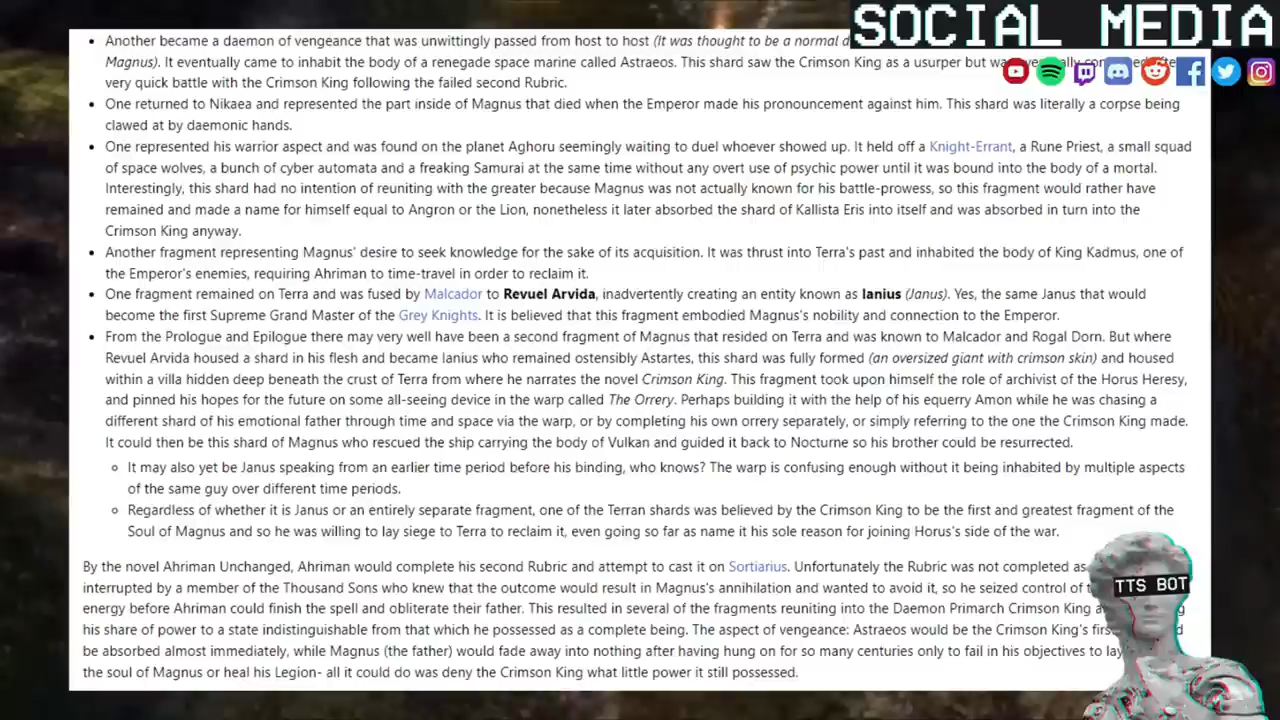 SOCIAL MEDIA
Another became a daemon of vengeance that was unwittingly passed from host to host (It was thought to be a normal
Magnus). It eventually came to inhabit the body of a renegade space marine called Astraeos. This shard saw the Crimson King as a usurper but
very quick battle with the Crimson King following the failed second Rubric.
One returned to Nikaea and represented the part inside of Magnus that died when the Emperor made his pronouncement against him. This shard was literally a corpse being
clawed at by daemonic hands.
One represented his warrior aspect and was found on the planet Aghoru seemingly waiting to duel whoever showed up. It held off a Knight-Errant, a Rune Priest, a small squad
of space wolves, a bunch of cyber automata and a freaking Samurai at the same time without any overt use of psychic power until it was bound into the body of a mortal.
Interestingly, this shard had no intention of reuniting with the greater because Magnus was not actually known for his battle-prowess, so this fragment would rather have
remained and made a name for himself equal to Angron or the Lion, nonetheless it later absorbed the shard of Kallista Eris into itself and was absorbed in turn into the
Crimson King anyway.
Another fragment representing Magnus' desire to seek knowledge for the sake of its acquisition. It was thrust into Terra's past and inhabited the body of King Kadmus, one of
the Emperor's enemies, requiring Ahriman to time-travel in order to reclaim it.
One fragment remained on Terra and was fused by Malcador to Revuel Arvida, inadvertently creating an entity known as Ianius (Janus). Yes, the same Janus that would
become the first Supreme Grand Master of the Grey Knights. It is believed that this fragment embodied Magnus's nobility and connection to the Emperor.
From the Prologue and Epilogue there may very well have been a second fragment of Magnus that resided on Terra and was known to Malcador and Rogal Dorn. But where
Revuel Arvida housed a shard in his flesh and became Ianius who remained ostensibly Astartes, this shard was fully formed (an oversized giant with crimson skin) and housed
within a villa hidden deep beneath the crust of Terra from where he narrates the novel Crimson King. This fragment took upon himself the role of archivist of the Horus Heresy,
and pinned his hopes for the future on some all-seeing device in the warp called The Orrery. Perhaps building it with the help of his equerry Amon while he was chasing a
different shard of his emotional father through time and space via the warp, or by completing his own orrery separately, or simply referring to the one the Crimson King made.
It could then be this shard of Magnus who rescued the ship carrying the body of Vulkan and guided it back to Nocturne so his brother could be resurrected.
It may also yet be Janus speaking from an earlier time period before his binding, who knows? The warp is confusing enough without it being inhabited by multiple aspects
of the same guy over different time periods.
Regardless of whether it is Janus or an entirely separate fragment, one of the Terran shards was believed by the Crimson King to be the first and greatest fragment of the
Soul of Magnus and so he was willing to lay siege to Terra to reclaim it, even going so far as name it his sole reason for joining Horus's side of the war.
By the novel Ahriman Unchanged, Ahriman would complete his second Rubric and attempt to cast it on Sortiarius. Unfortunately the Rubric was not completed as
interrupted by a member of the Thousand Sons who knew that the outcome would result in Magnus's annihilation and wanted to avoid it, so he seized control of
energy before Ahriman could finish the spell and obliterate their father. This resulted in several of the fragments reuniting into the Daemon Primarch Crimson King
his share of power to a state indistinguishable from that which he possessed as a complete being. The aspect of vengeance: Astraeos would be the Crimson King's
be absorbed almost immediately, while Magnus (the father) would fade away into nothing after having hung on for so many centuries only to fail in his objectives to
the soul of Magnus or heal his Legion- all it could do was deny the Crimson King what little power it still possessed.
TTS BOT